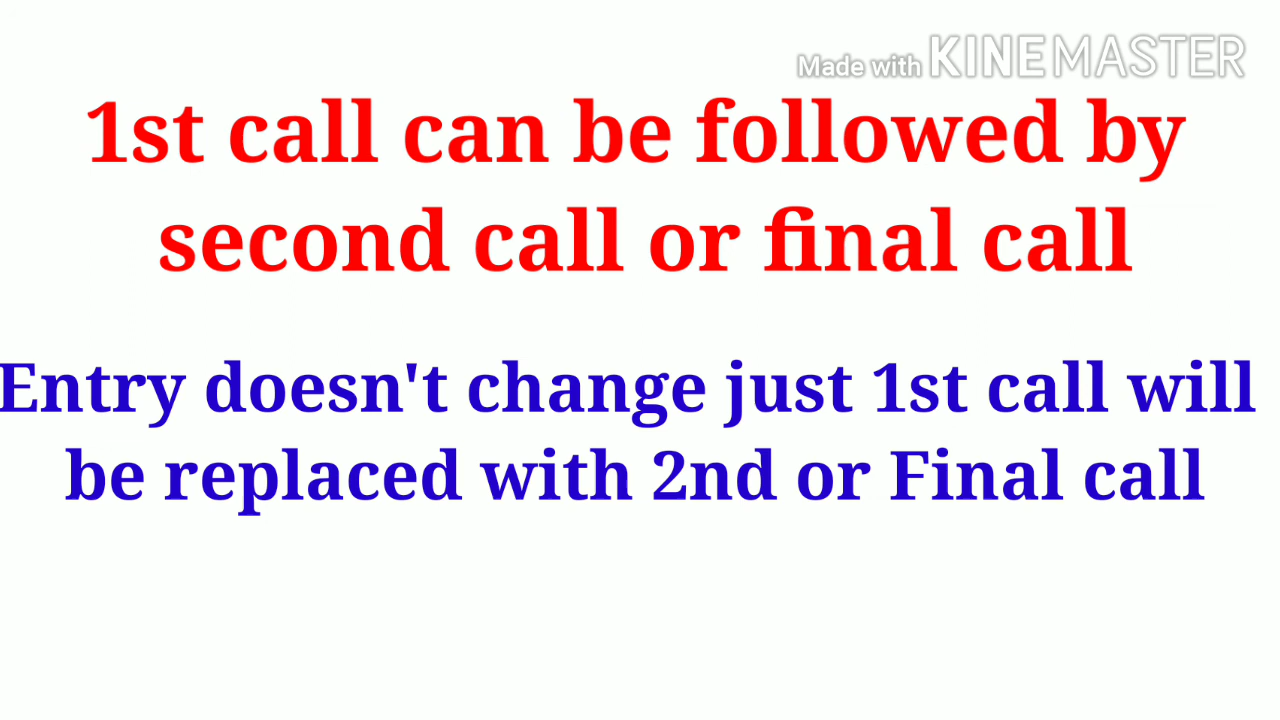 Made with KINEMASTER
1st call can be followed by
second call or final call
Entry doesn't change just 1st call will
be replaced with 2nd or Final call